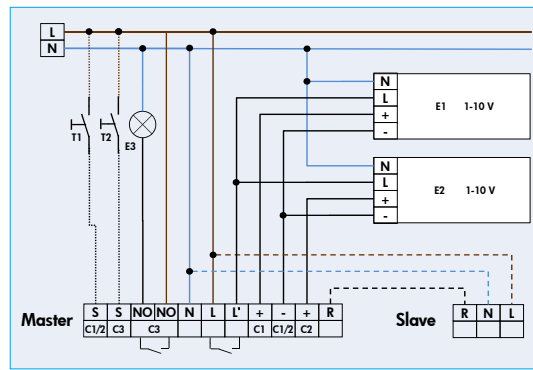 L
N
N
L
E1 1-10 V
+
-
T1 T2 E3
N
L
E2 1-10 V
+
-
Master S S NO NO N L L' + - + R Slave R N L
C1/2 C3 C3 C1 C1/2 C2